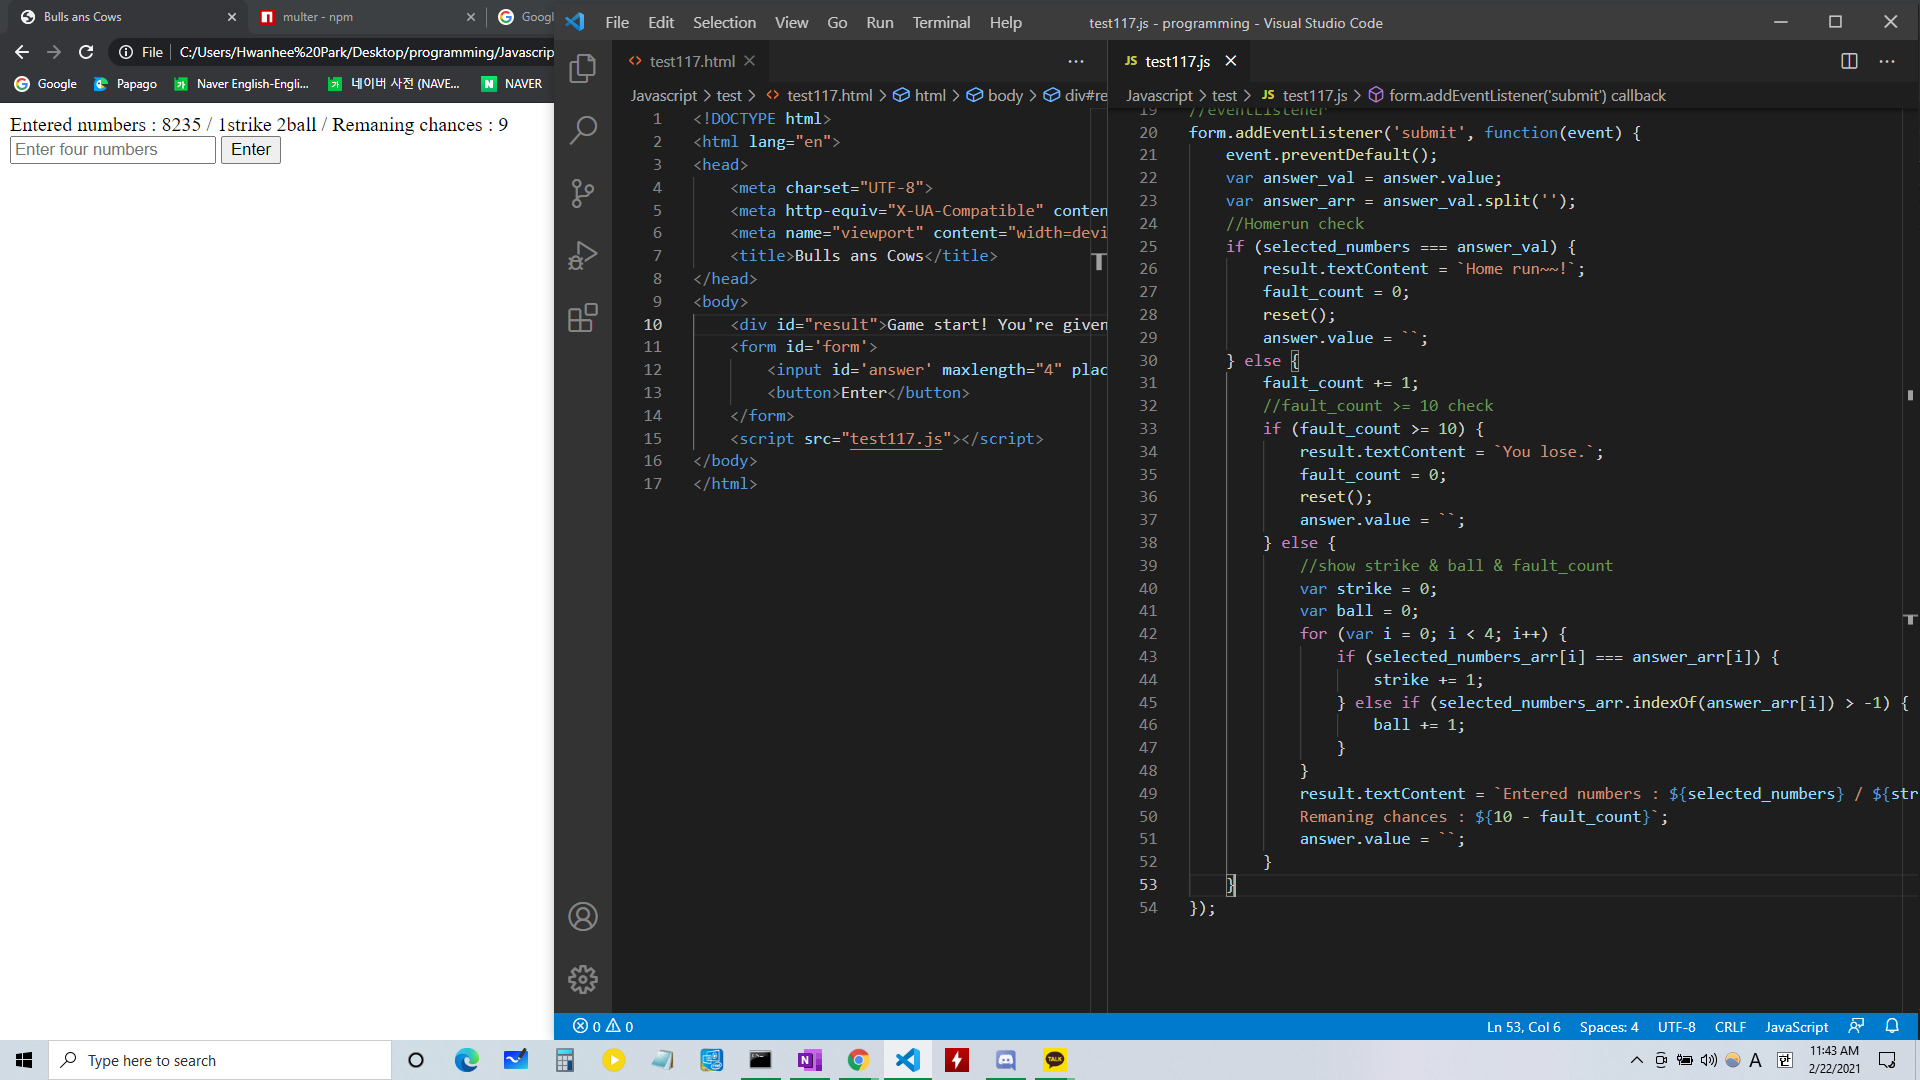 Bulls ans Cows
multer - npm
Googl
File Edit Selection View Go Run Terminal Help
test117.js - programming - Visual Studio Code
File
C:/Users/Hwanhee%20Park/Desktop/programming/Javascrip
Google
Papago
Naver English-Engli...
네이버 사전 (NAVE...
NAVER
Entered numbers : 8235 / 1strike 2ball / Remaning chances : 9
Enter four numbers
Enter
test117.html
Javascript > test > test117.html > html > body > div#re
1 <!DOCTYPE html>
2 <html lang="en">
3 <head>
4 <meta charset="UTF-8">
5 <meta http-equiv="X-UA-Compatible" conten
6 <meta name="viewport" content="width=devi
7 <title>Bulls ans Cows</title>
8 </head>
9 <body>
10 <div id="result">Game start! You're given
11 <form id='form'>
12 <input id='answer' maxlength="4" plac
13 <button>Enter</button>
14 </form>
15 <script src="test117.js"></script>
16 </body>
17 </html>
JS test117.js
Javascript > test > JS test117.js > form.addEventListener('submit') callback
19 //eventListener
20 form.addEventListener('submit', function(event) {
21 event.preventDefault();
22 var answer_val = answer.value;
23 var answer_arr = answer_val.split('');
24 //Homerun check
25 if (selected_numbers === answer_val) {
26 result.textContent = `Home run~~!`;
27 fault_count = 0;
28 reset();
29 answer.value = ``;
30 } else {
31 fault_count += 1;
32 //fault_count >= 10 check
33 if (fault_count >= 10) {
34 result.textContent = `You lose.`;
35 fault_count = 0;
36 reset();
37 answer.value = ``;
38 } else {
39 //show strike & ball & fault_count
40 var strike = 0;
41 var ball = 0;
42 for (var i = 0; i < 4; i++) {
43 if (selected_numbers_arr[i] === answer_arr[i]) {
44 strike += 1;
45 } else if (selected_numbers_arr.indexOf(answer_arr[i]) > -1) {
46 ball += 1;
47 }
48 }
49 result.textContent = `Entered numbers : ${selected_numbers} / ${str
50 Remaning chances : ${10 - fault_count}`;
51 answer.value = ``;
52 }
53 }
54 });
0 0
Ln 53, Col 6
Spaces: 4
UTF-8
CRLF
JavaScript
Type here to search
N
TALK
A
한
11:43 AM
2/22/2021